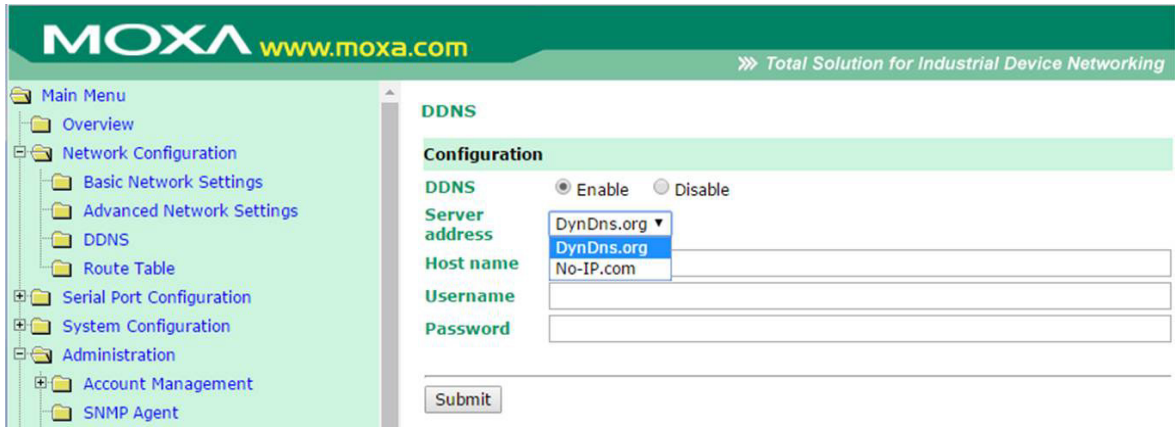 MOXA www.moxa.com
Total Solution for Industrial Device Networking
Main Menu
Overview
Network Configuration
Basic Network Settings
Advanced Network Settings
DDNS
Route Table
Serial Port Configuration
System Configuration
Administration
Account Management
SNMP Agent
DDNS
Configuration
DDNS Enable Disable
Server address DynDns.org
DynDns.org
No-IP.com
Host name
Username
Password
Submit